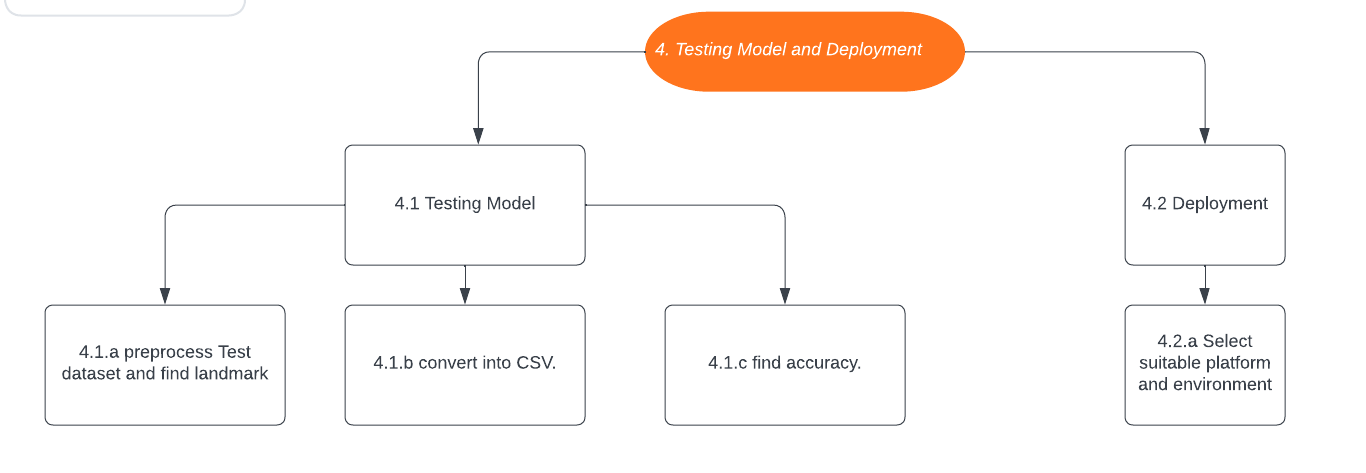 4. Testing Model and Deployment
4.1 Testing Model
4.2 Deployment
4.1.a preprocess Test
dataset and find landmark
4.1.b convert into CSV.
4.1.c find accuracy.
4.2.a Select
suitable platform
and environment